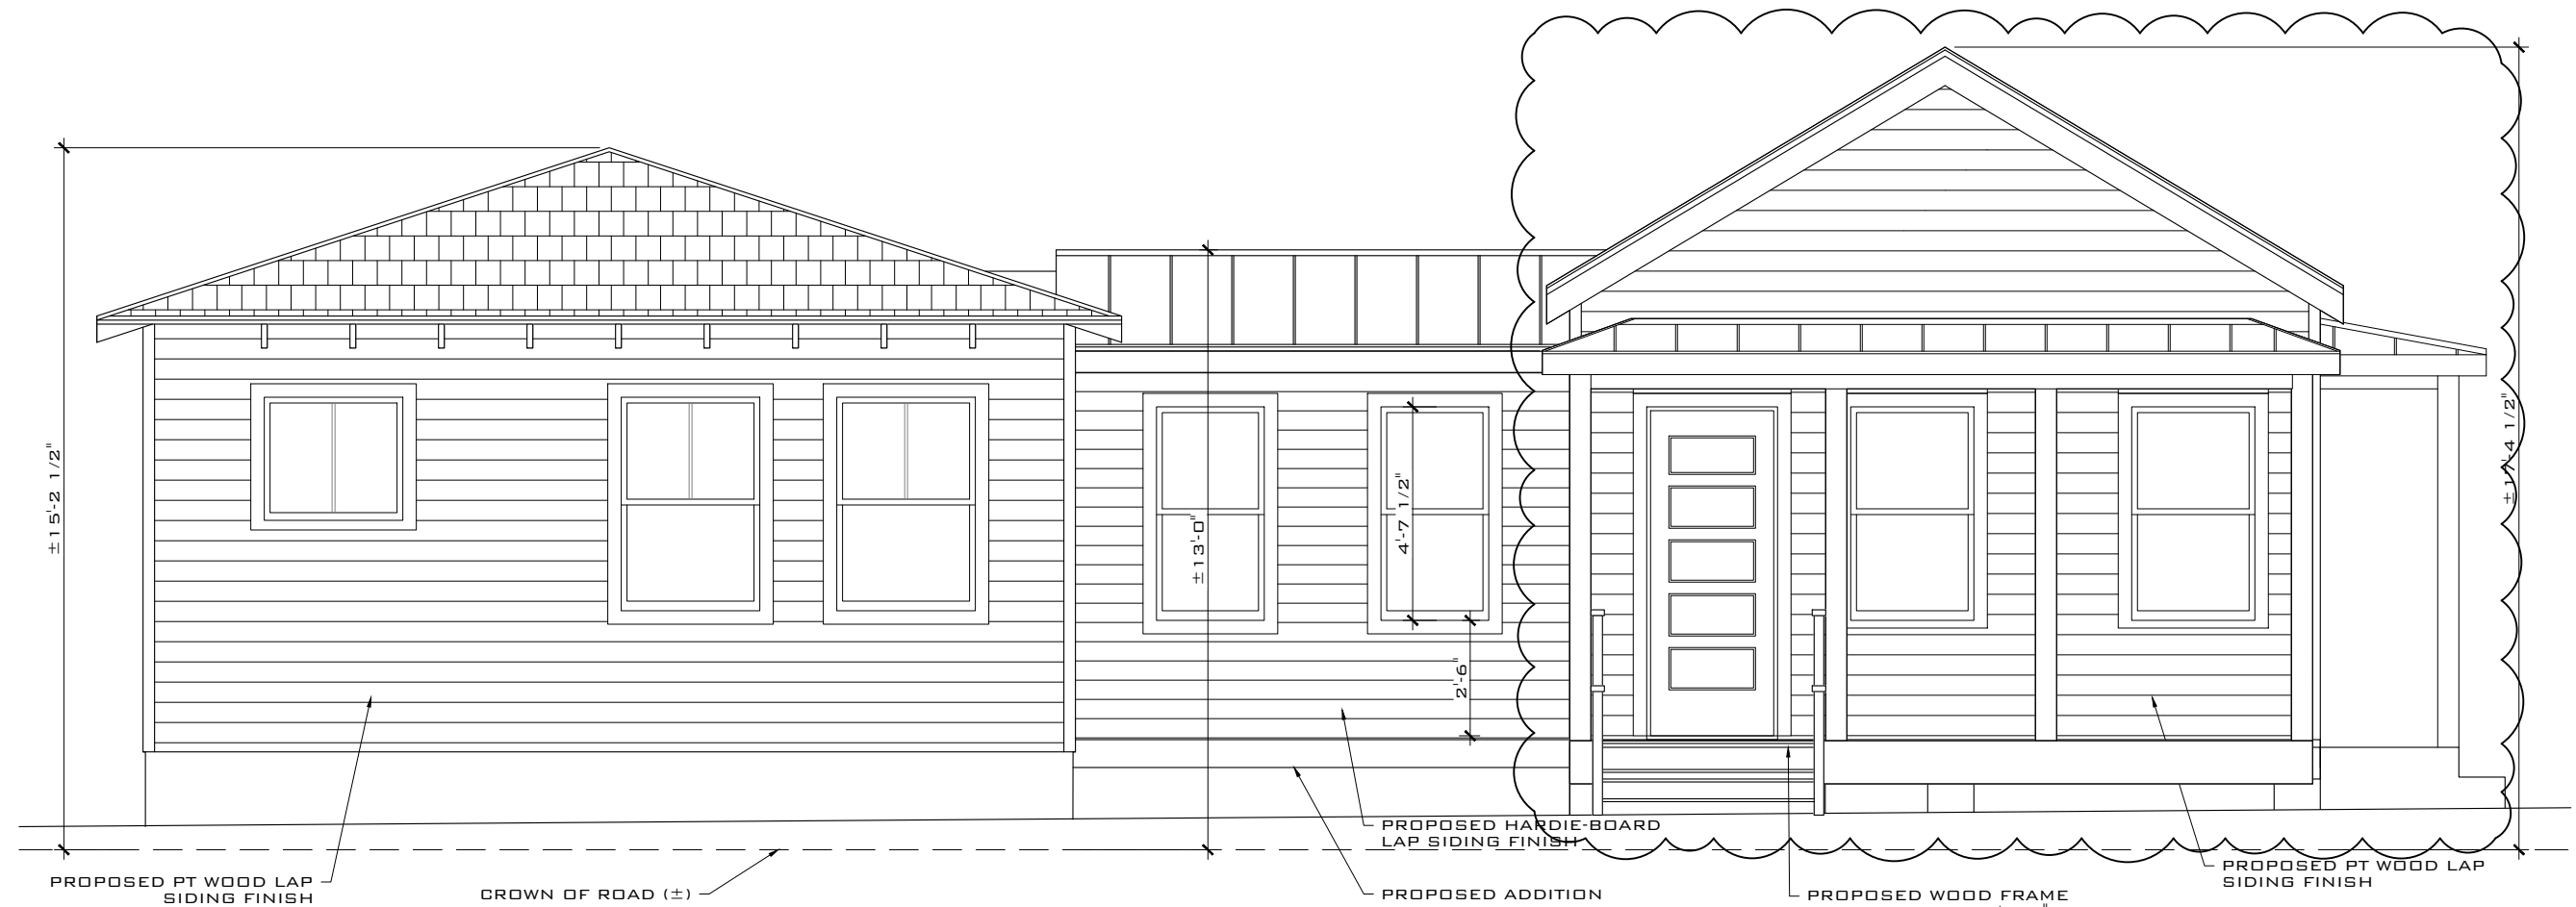 ±15'-2 1/2"
±13'-0"
4'-7 1/2"
2'-6"
±17'-4 1/2"
PROPOSED HARDIE-BOARD
LAP SIDING FINISH
PROPOSED PT WOOD LAP
SIDING FINISH
CROWN OF ROAD (±)
PROPOSED ADDITION
PROPOSED WOOD FRAME
PROPOSED PT WOOD LAP
SIDING FINISH